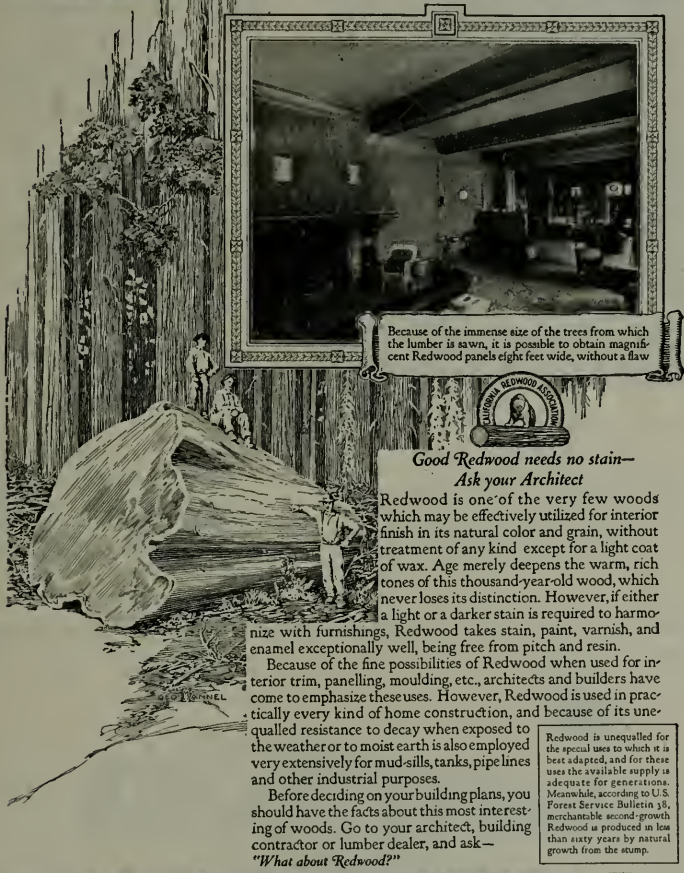 Because of the immense size of the trees from which
the lumber is sawn, it is possible to obtain magnifi-
cent Redwood panels eight feet wide, without a flaw
CALIFORNIA REDWOOD ASSOCIATION
Good Redwood needs no stain—
Ask your Architect
Redwood is one of the very few woods
which may be effectively utilized for interior
finish in its natural color and grain, without
treatment of any kind except for a light coat
of wax. Age merely deepens the warm, rich
tones of this thousand-year-old wood, which
never loses its distinction. However, if either
a light or a darker stain is required to harmo-
nize with furnishings, Redwood takes stain, paint, varnish, and
enamel exceptionally well, being free from pitch and resin.
Because of the fine possibilities of Redwood when used for in-
terior trim, panelling, moulding, etc., architects and builders have
come to emphasize these uses. However, Redwood is used in prac-
tically every kind of home construction, and because of its une-
qualled resistance to decay when exposed to
the weather or to moist earth is also employed
very extensively for mud-sills, tanks, pipe lines
and other industrial purposes.
Before deciding on your building plans, you
should have the facts about this most interest-
ing of woods. Go to your architect, building
contractor or lumber dealer, and ask—
"What about Redwood?"
Redwood is unequalled for
the special uses to which it is
best adapted, and for these
uses the available supply is
adequate for generations.
Meanwhile, according to U.S.
Forest Service Bulletin 38,
merchantable second-growth
Redwood is produced in less
than sixty years by natural
growth from the stump.